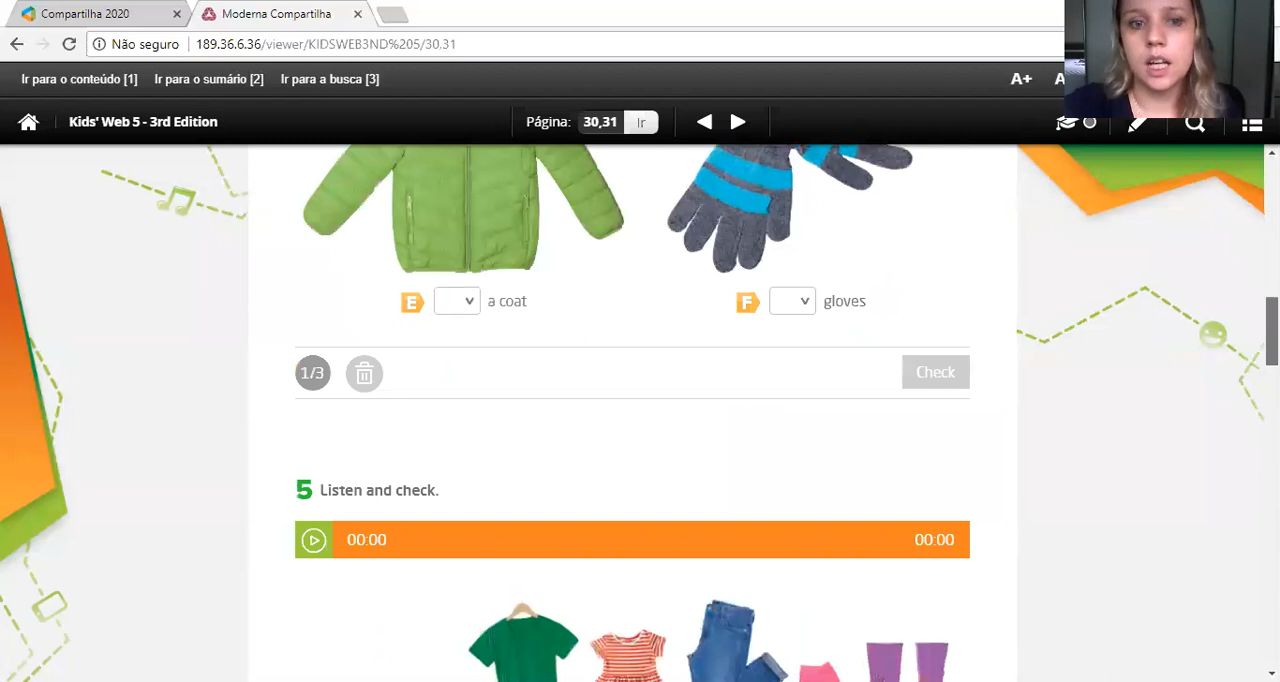 Compartilha 2020
Moderna Compartilha
Não seguro 189.36.6.36/viewer/KIDSWEB3ND%205/30.31
Ir para o conteúdo [1] Ir para o sumário [2] Ir para a busca [3] A+
Kids' Web 5 - 3rd Edition Página: 30,31 Ir
E a coat F gloves
1/3 Check
5 Listen and check.
00:00 00:00